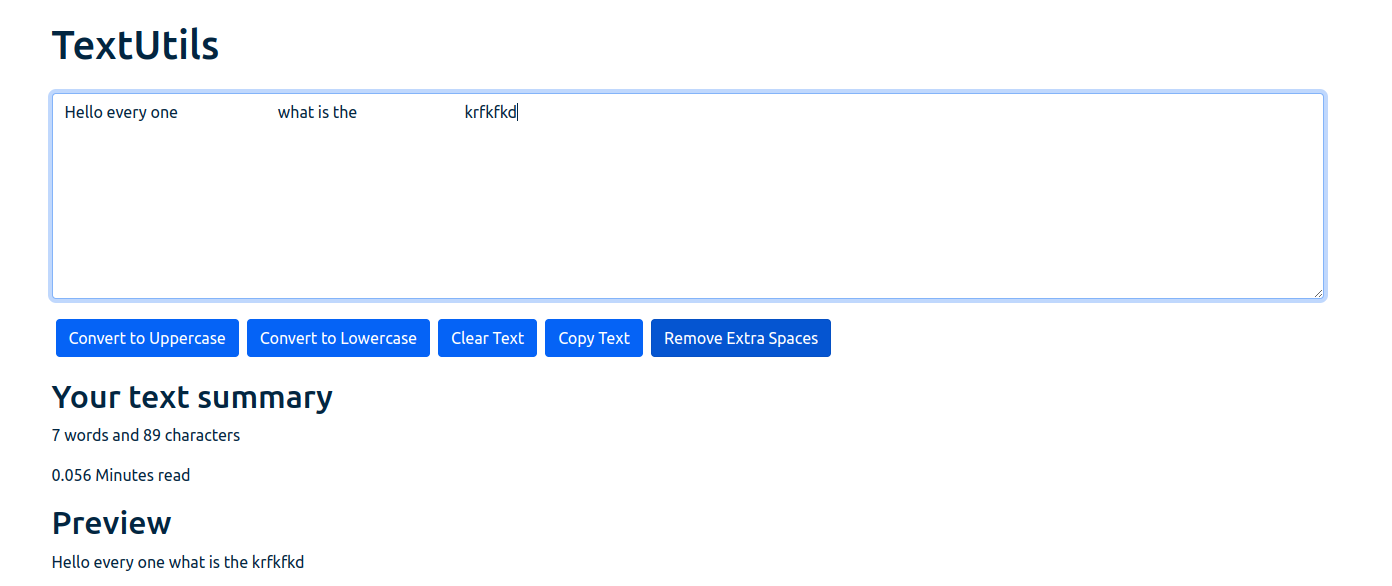 TextUtils
Hello every one                         what is the                           krfkfkd
Convert to Uppercase Convert to Lowercase Clear Text Copy Text Remove Extra Spaces
Your text summary
7 words and 89 characters
0.056 Minutes read
Preview
Hello every one what is the krfkfkd